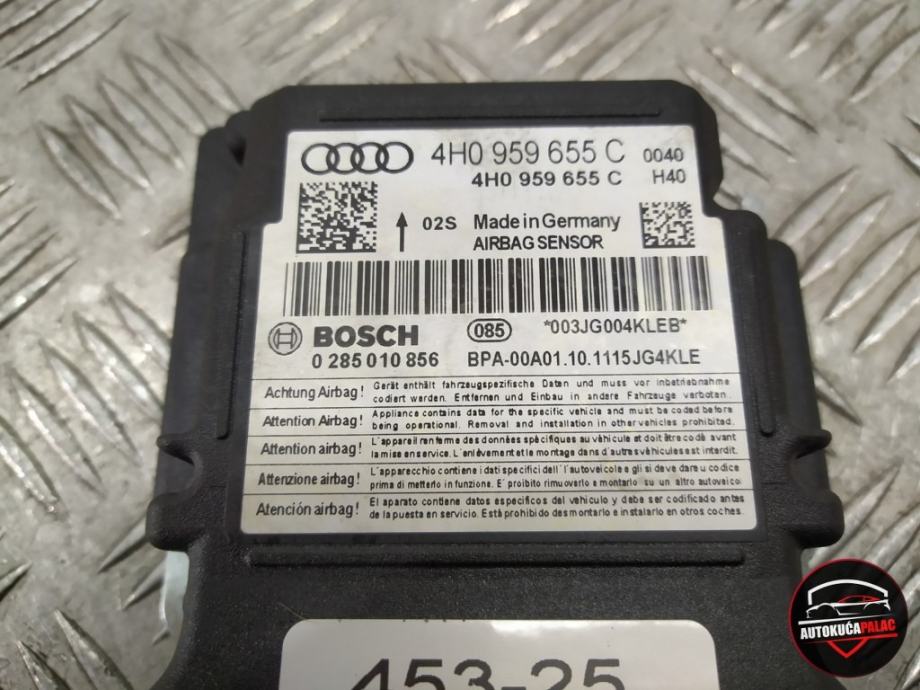 4H0 959 655 C 0040
4H0 959 655 C H40
02S Made in Germany
AIRBAG SENSOR
BOSCH 085 *003JG004KLEB*
0 285 010 856 BPA-00A01.10.1115JG4KLE
Achtung Airbag! Gerät enthält fahrzeugspezifische Daten und muss vor Inbetriebnahme
codiert werden. Entfernen und Einbau in andere Fahrzeuge verboten.
Attention Airbag! Appliance contains data for the specific vehicle and must be coded before
being operational. Removal and installation in other vehicles prohibited.
Attention airbag! L'appareil renferme des données spécifiques au véhicule et doit être codé avant
la mise en service. L'enlèvement et le montage dans d'autres véhicules est interdit.
Attenzione airbag! L'apparecchio contiene i dati specifici dell' l'autoveicolo e gli si deve dare u codice
prima di metterlo in funzione. E' proibito rimuoverlo e montarlo su un altro autoveico.
Atención airbag! El aparato contiene datos específicos del vehículo y debe ser codificado antes
de la puesta en servicio. Está prohibido desmontarlo e instalarlo en otros coches.
453-25
AUTOKUĆA PALAC